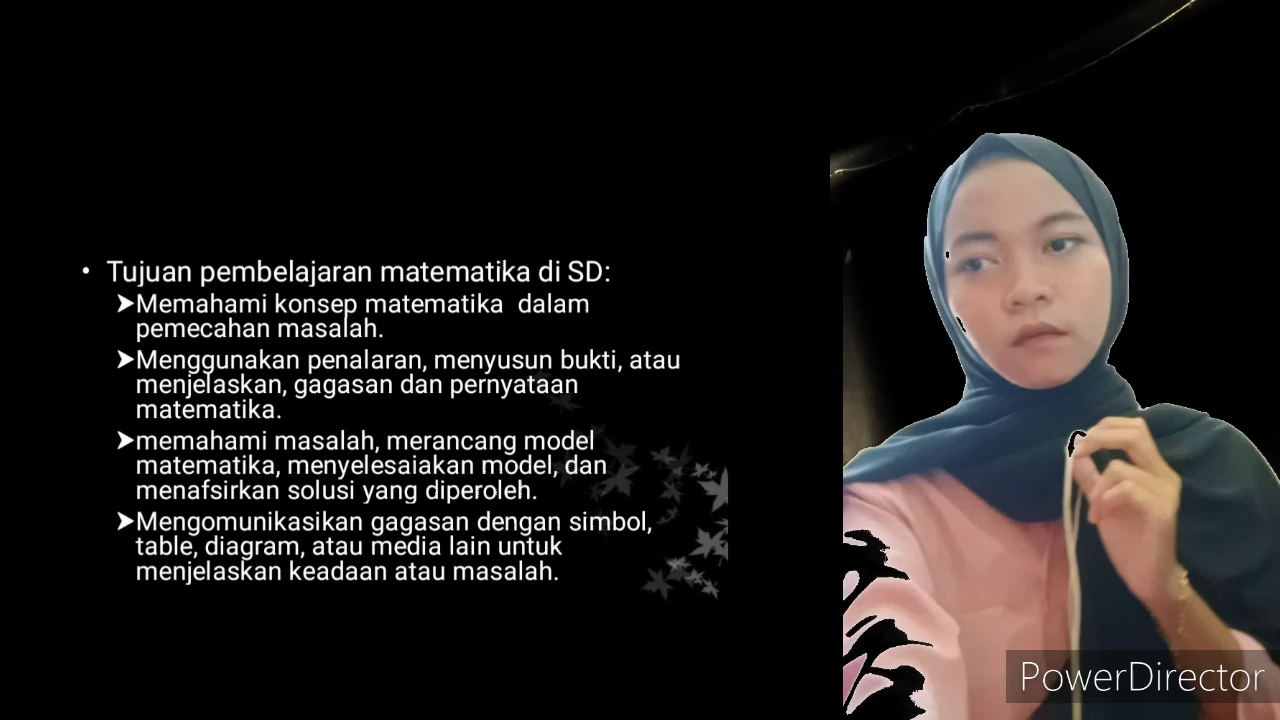 • Tujuan pembelajaran matematika di SD:
➤Memahami konsep matematika dalam
pemecahan masalah.
➤Menggunakan penalaran, menyusun bukti, atau
menjelaskan, gagasan dan pernyataan
matematika.
➤memahami masalah, merancang model
matematika, menyelesaiakan model, dan
menafsirkan solusi yang diperoleh.
➤Mengomunikasikan gagasan dengan simbol,
table, diagram, atau media lain untuk
menjelaskan keadaan atau masalah.
PowerDirector